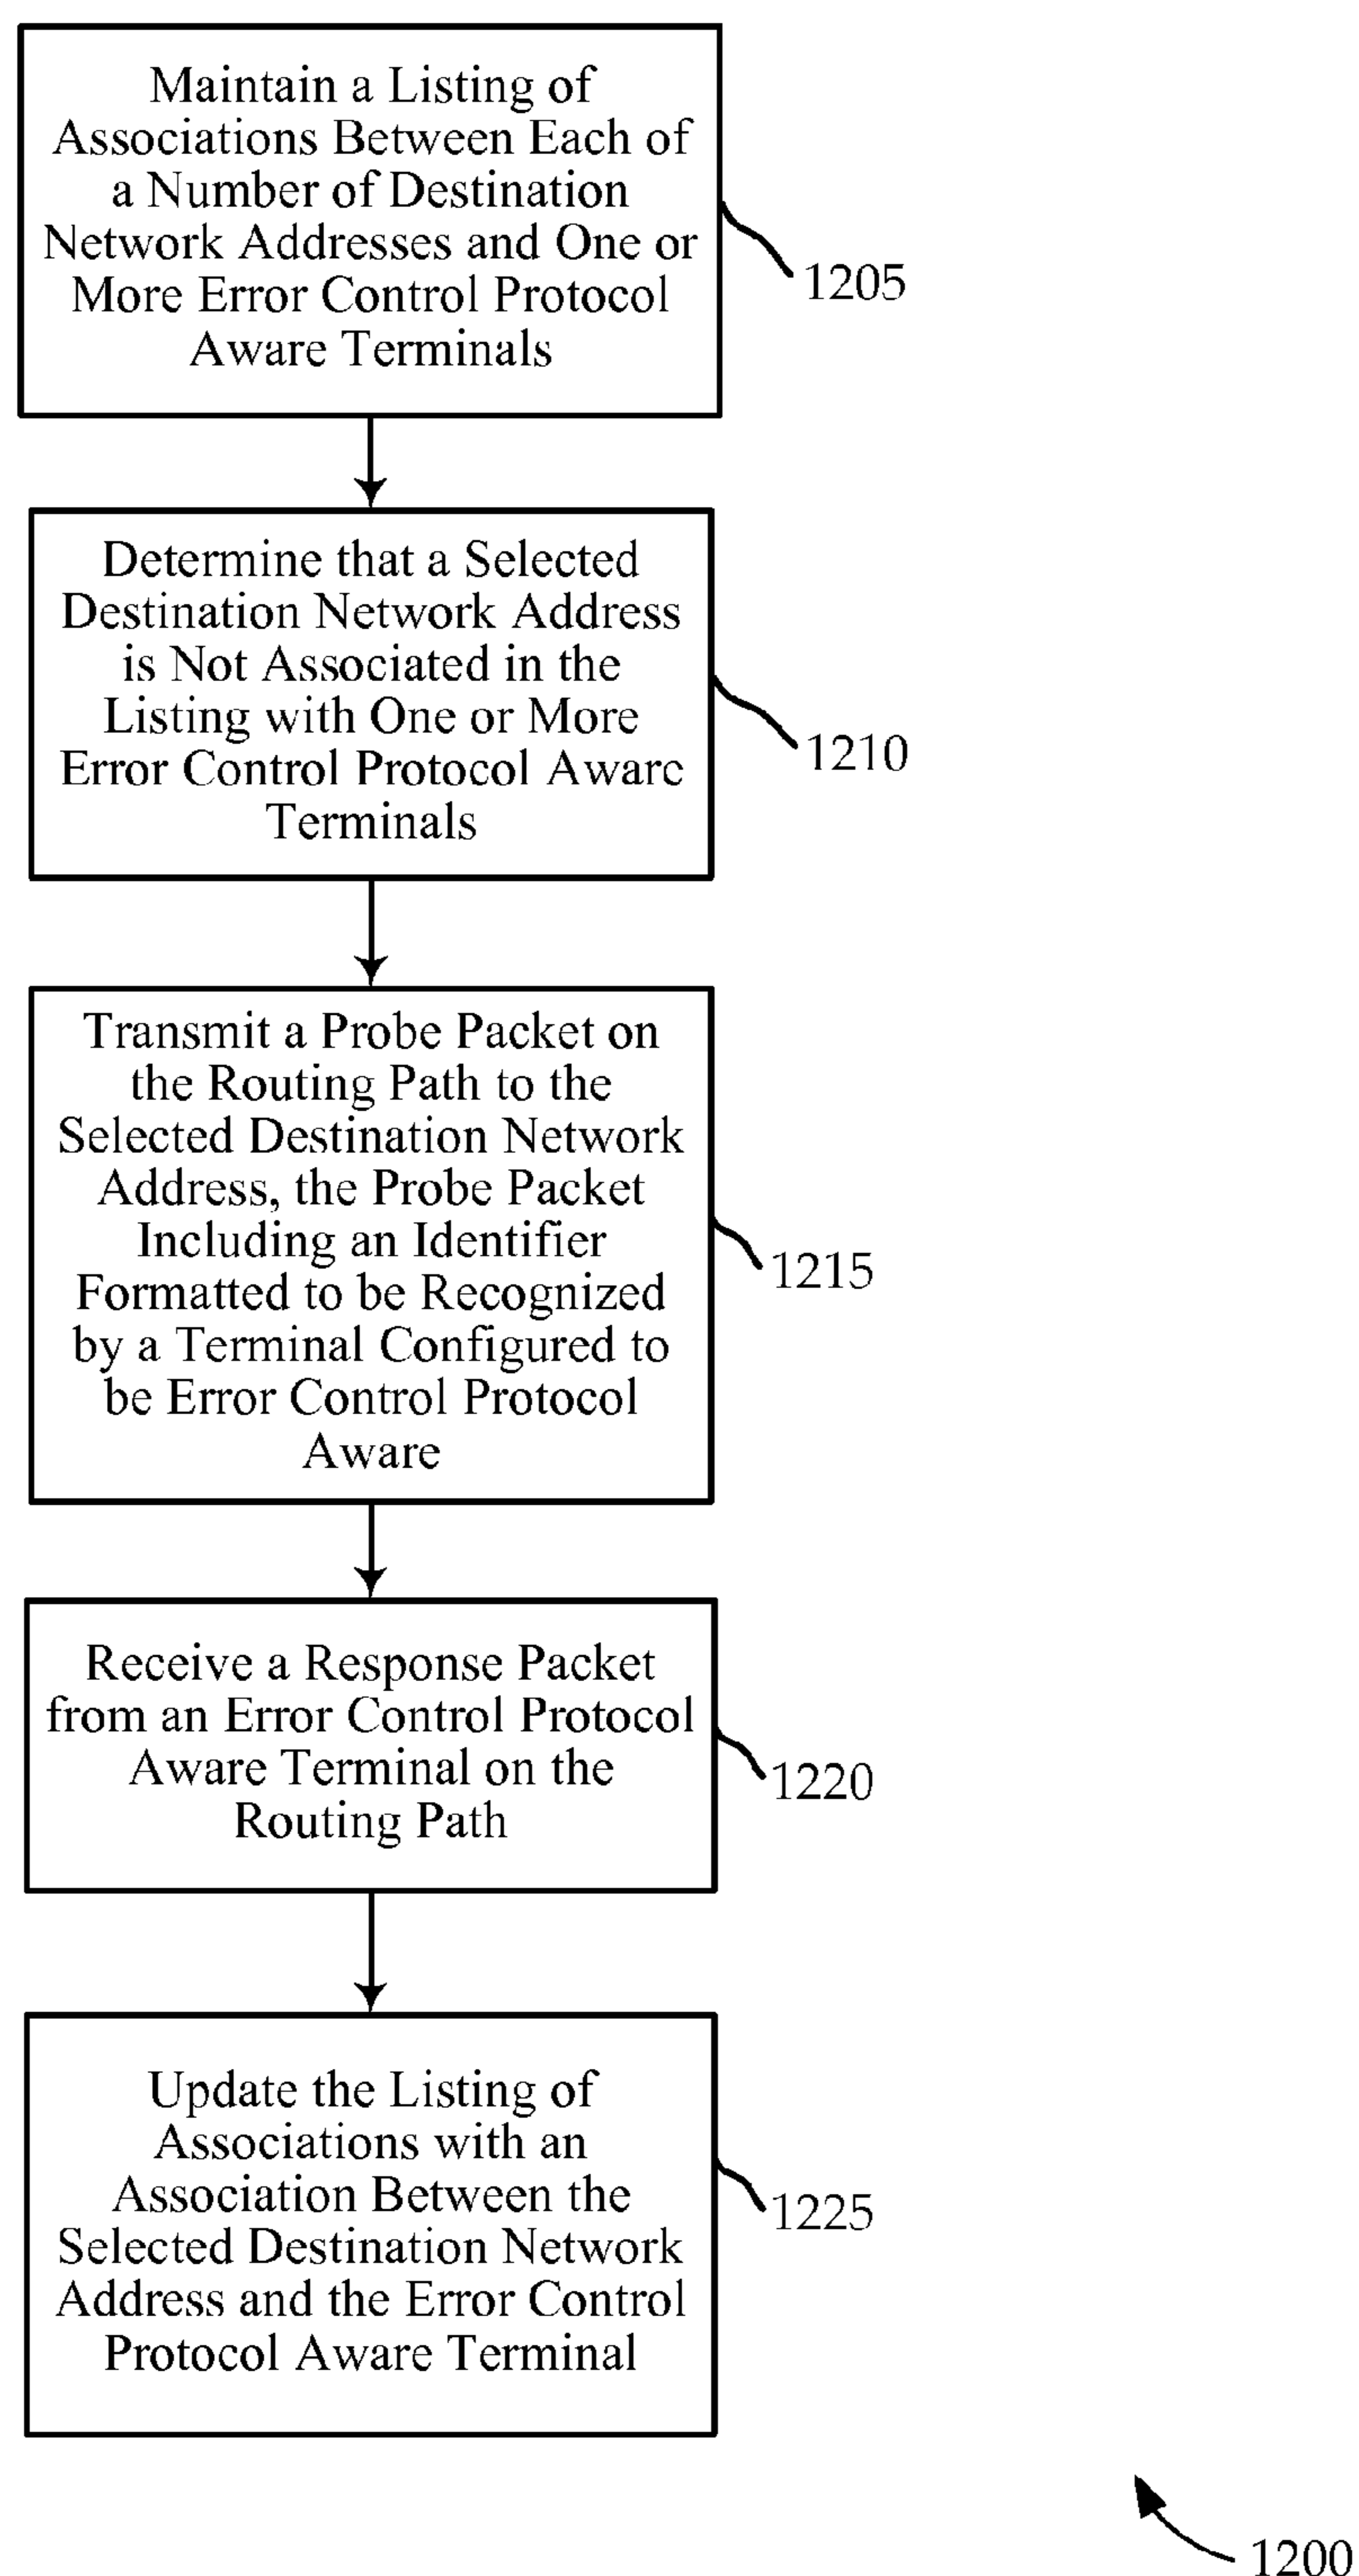 Maintain a Listing of
Associations Between Each of
a Number of Destination
Network Addresses and One or
More Error Control Protocol
Aware Terminals
1205
Determine that a Selected
Destination Network Address
is Not Associated in the
Listing with One or More
Error Control Protocol Aware
Terminals
1210
Transmit a Probe Packet on
the Routing Path to the
Selected Destination Network
Address, the Probe Packet
Including an Identifier
Formatted to be Recognized
by a Terminal Configured to
be Error Control Protocol
Aware
1215
Receive a Response Packet
from an Error Control Protocol
Aware Terminal on the
Routing Path
1220
Update the Listing of
Associations with an
Association Between the
Selected Destination Network
Address and the Error Control
Protocol Aware Terminal
1225
1200